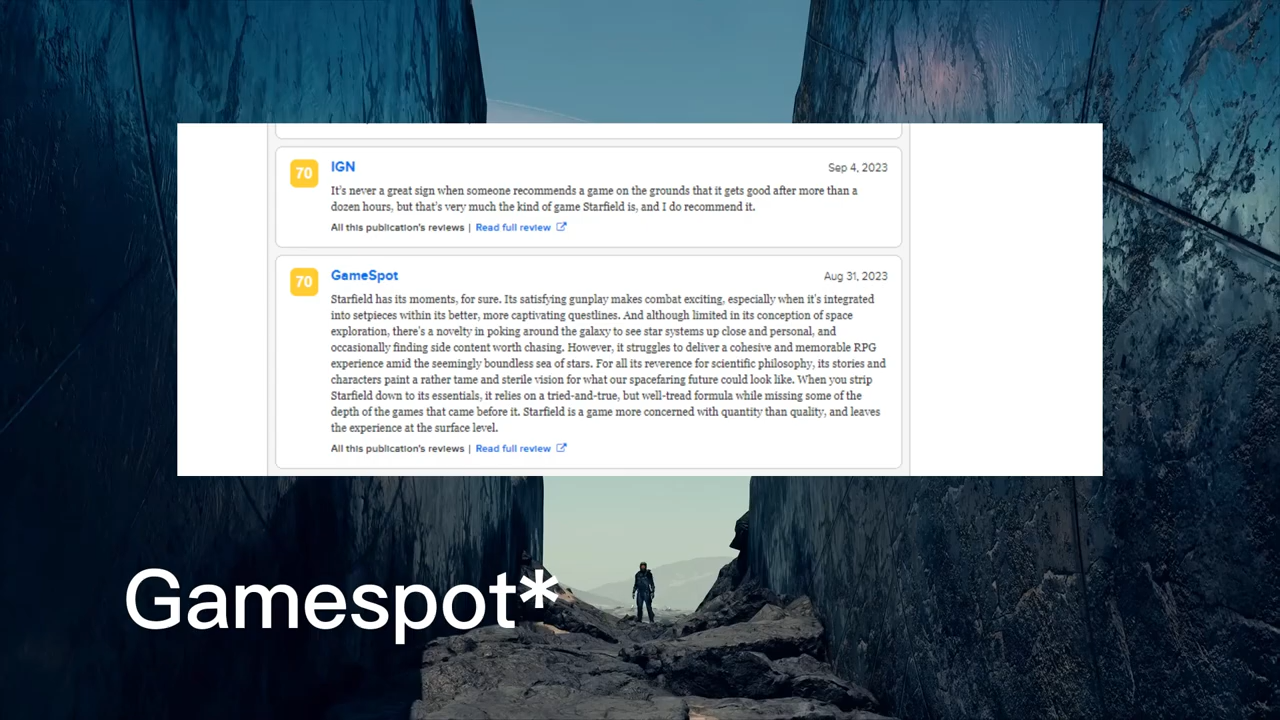 70 IGN Sep 4, 2023
It's never a great sign when someone recommends a game on the grounds that it gets good after more than a
dozen hours, but that's very much the kind of game Starfield is, and I do recommend it.
All this publication's reviews | Read full review
70 GameSpot Aug 31, 2023
Starfield has its moments, for sure. Its satisfying gunplay makes combat exciting, especially when it's integrated
into setpieces within its better, more captivating questlines. And although limited in its conception of space
exploration, there's a novelty in poking around the galaxy to see star systems up close and personal, and
occasionally finding side content worth chasing. However, it struggles to deliver a cohesive and memorable RPG
experience amid the seemingly boundless sea of stars. For all its reverence for scientific philosophy, its stories and
characters paint a rather tame and sterile vision for what our spacefaring future could look like. When you strip
Starfield down to its essentials, it relies on a tried-and-true, but well-tread formula while missing some of the
depth of the games that came before it. Starfield is a game more concerned with quantity than quality, and leaves
the experience at the surface level.
All this publication's reviews | Read full review
Gamespot*